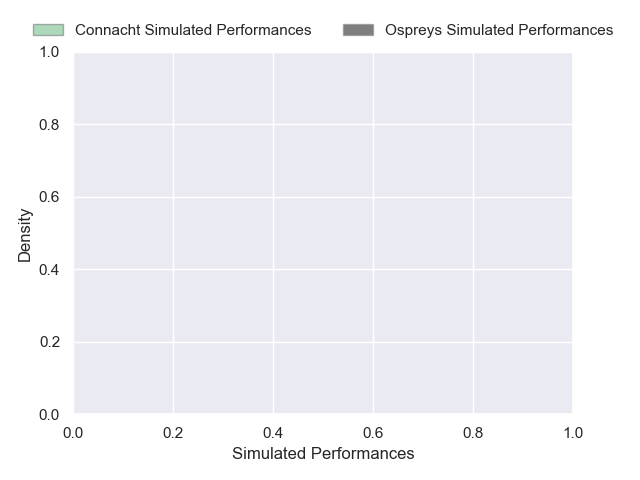 Connacht Simulated Performances Ospreys Simulated Performances
1.0
0.8
0.6
0.4
0.2
0.0
Density
0.0 0.2 0.4 0.6 0.8 1.0
Simulated Performances